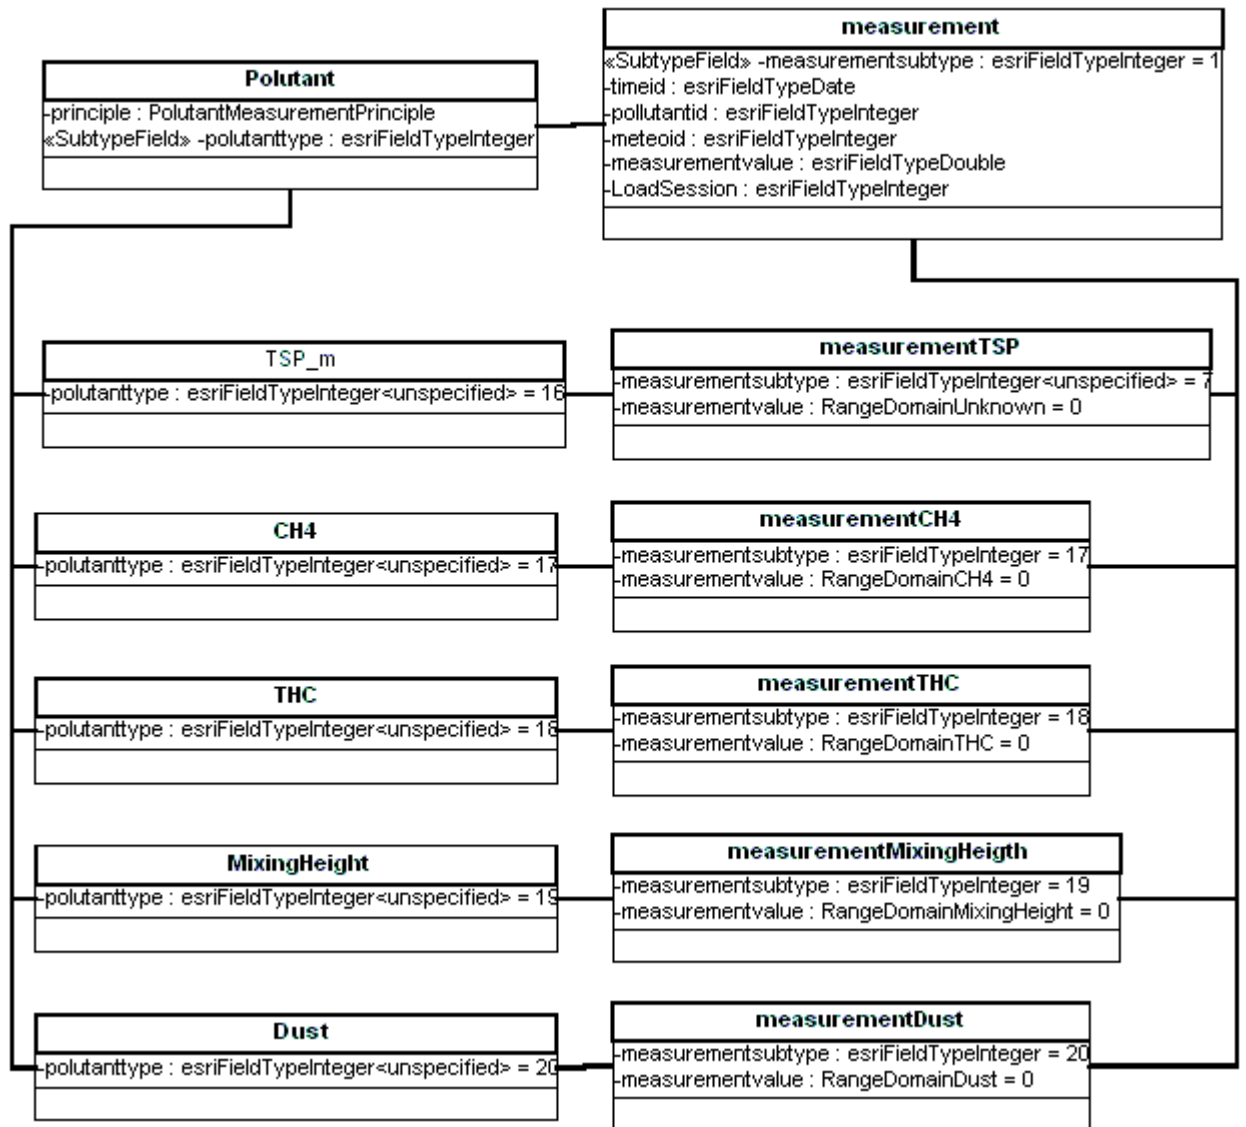 Polutant
-principle : PolutantMeasurementPrinciple
«SubtypeField» -polutanttype : esriFieldTypeInteger
measurement
«SubtypeField» -measurementsubtype : esriFieldTypeInteger = 1
-timeid : esriFieldTypeDate
-pollutantid : esriFieldTypeInteger
-meteoid : esriFieldTypeInteger
-measurementvalue : esriFieldTypeDouble
-LoadSession : esriFieldTypeInteger
TSP_m
-polutanttype : esriFieldTypeInteger<unspecified> = 16
measurementTSP
-measurementsubtype : esriFieldTypeInteger<unspecified> = 7
-measurementvalue : RangeDomainUnknown = 0
CH4
-polutanttype : esriFieldTypeInteger<unspecified> = 17
measurementCH4
-measurementsubtype : esriFieldTypeInteger = 17
-measurementvalue : RangeDomainCH4 = 0
THC
-polutanttype : esriFieldTypeInteger<unspecified> = 18
measurementTHC
-measurementsubtype : esriFieldTypeInteger = 18
-measurementvalue : RangeDomainTHC = 0
MixingHeight
-polutanttype : esriFieldTypeInteger<unspecified> = 19
measurementMixingHeigth
-measurementsubtype : esriFieldTypeInteger = 19
-measurementvalue : RangeDomainMixingHeight = 0
Dust
-polutanttype : esriFieldTypeInteger<unspecified> = 20
measurementDust
-measurementsubtype : esriFieldTypeInteger = 20
-measurementvalue : RangeDomainDust = 0